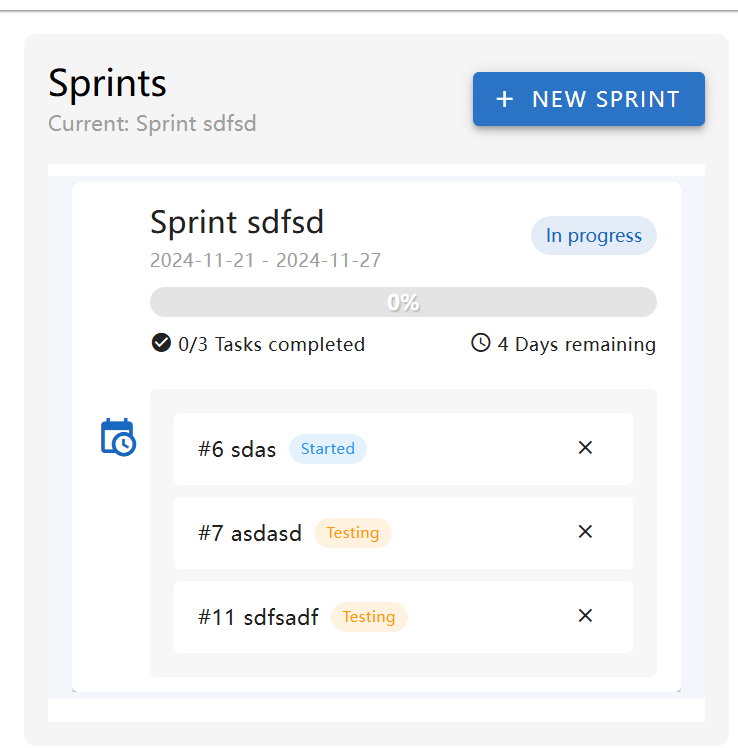 Sprints
Current: Sprint sdfsd
+ NEW SPRINT
Sprint sdfsd
2024-11-21 - 2024-11-27
In progress
0%
0/3 Tasks completed
4 Days remaining
#6 sdas Started
#7 asdasd Testing
#11 sdfsadf Testing